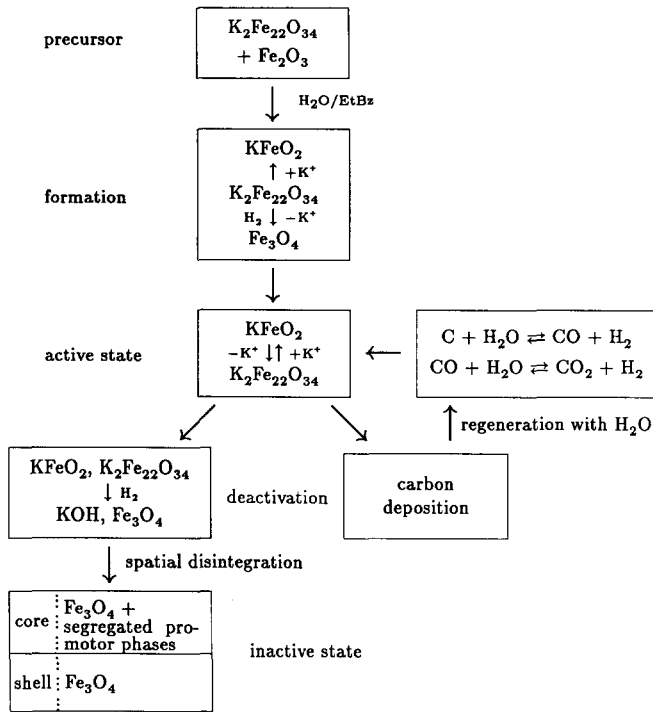 precursor
K₂Fe₂₂O₃₄
+ Fe₂O₃
H₂O/EtBz
formation
KFeO₂
↑ +K⁺
K₂Fe₂₂O₃₄
H₂ ↓ −K⁺
Fe₃O₄
active state
KFeO₂
−K⁺ ↓↑ +K⁺
K₂Fe₂₂O₃₄
C + H₂O ⇌ CO + H₂
CO + H₂O ⇌ CO₂ + H₂
regeneration with H₂O
KFeO₂, K₂Fe₂₂O₃₄
↓ H₂
KOH, Fe₃O₄
deactivation
carbon
deposition
spatial disintegration
core
Fe₃O₄ +
segregated pro-
motor phases
shell
Fe₃O₄
inactive state